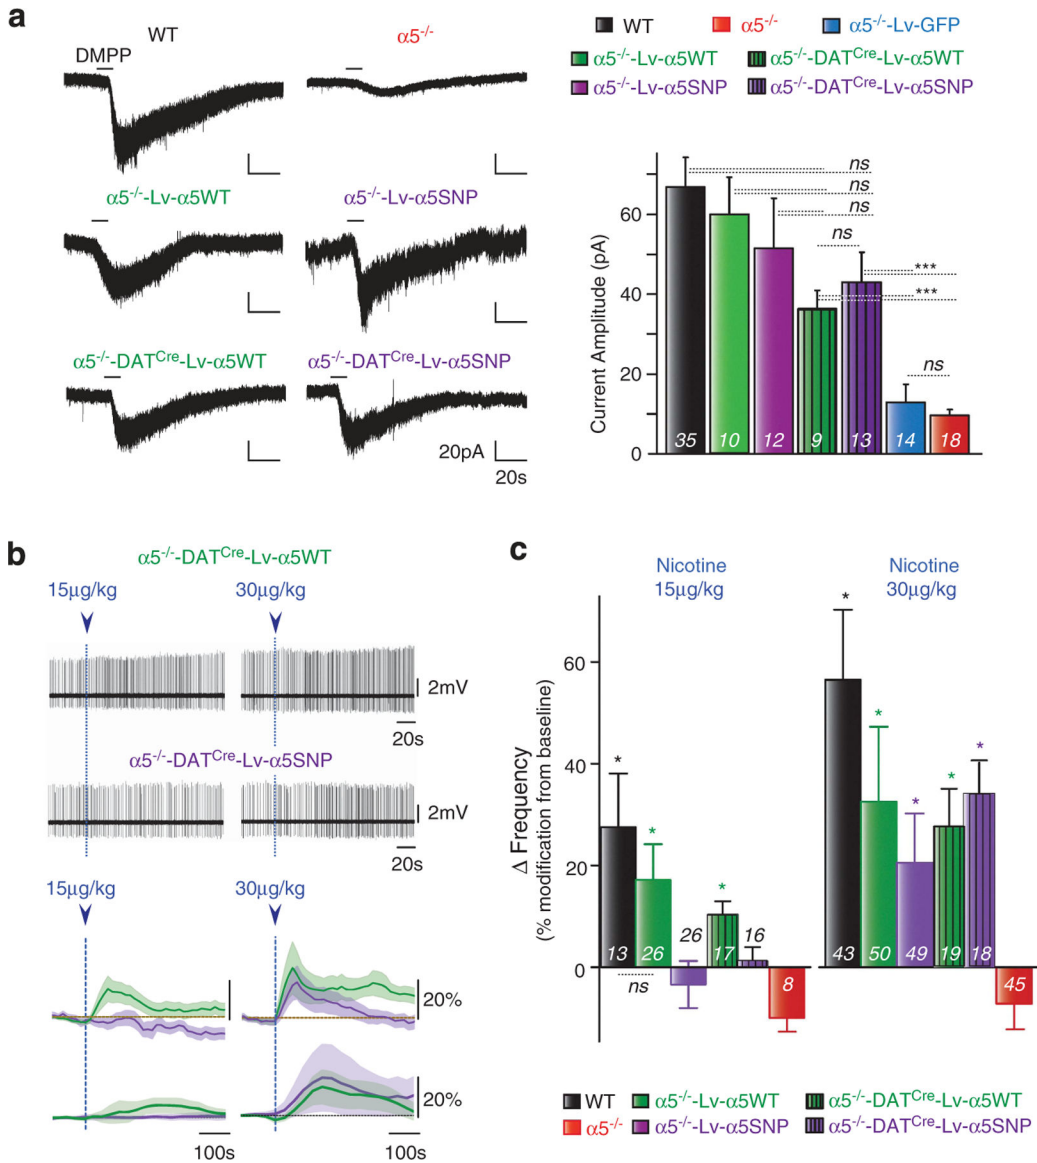 a
WT
DMPP
α5-/-
α5-/--Lv-α5WT
α5-/--Lv-α5SNP
α5-/--DATCre-Lv-α5WT
α5-/--DATCre-Lv-α5SNP
20pA
20s
WT
α5-/-
α5-/--Lv-GFP
α5-/--Lv-α5WT
α5-/--DATCre-Lv-α5WT
α5-/--Lv-α5SNP
α5-/--DATCre-Lv-α5SNP
Current Amplitude (pA)
60
40
20
0
ns
ns
ns
ns
***
***
ns
35
10
12
9
13
14
18
b
α5-/--DATCre-Lv-α5WT
15µg/kg
30µg/kg
2mV
20s
α5-/--DATCre-Lv-α5SNP
2mV
20s
15µg/kg
30µg/kg
20%
20%
100s
100s
c
Nicotine
15µg/kg
Nicotine
30µg/kg
Δ Frequency
(% modification from baseline)
60
40
20
0
*
*
*
*
*
*
*
*
13
26
26
17
16
8
ns
43
50
49
19
18
45
WT
α5-/--Lv-α5WT
α5-/--DATCre-Lv-α5WT
α5-/-
α5-/--Lv-α5SNP
α5-/--DATCre-Lv-α5SNP